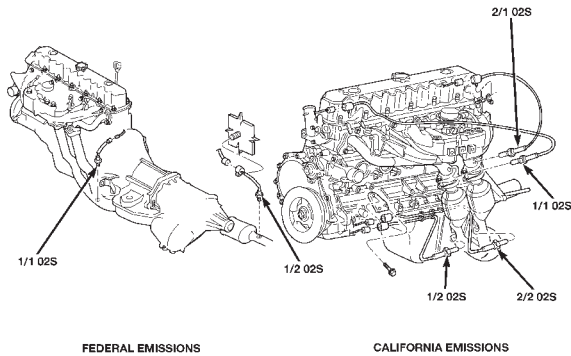 2/1 02S
1/1 02S
1/1 02S
1/2 02S
1/2 02S
2/2 02S
FEDERAL EMISSIONS
CALIFORNIA EMISSIONS